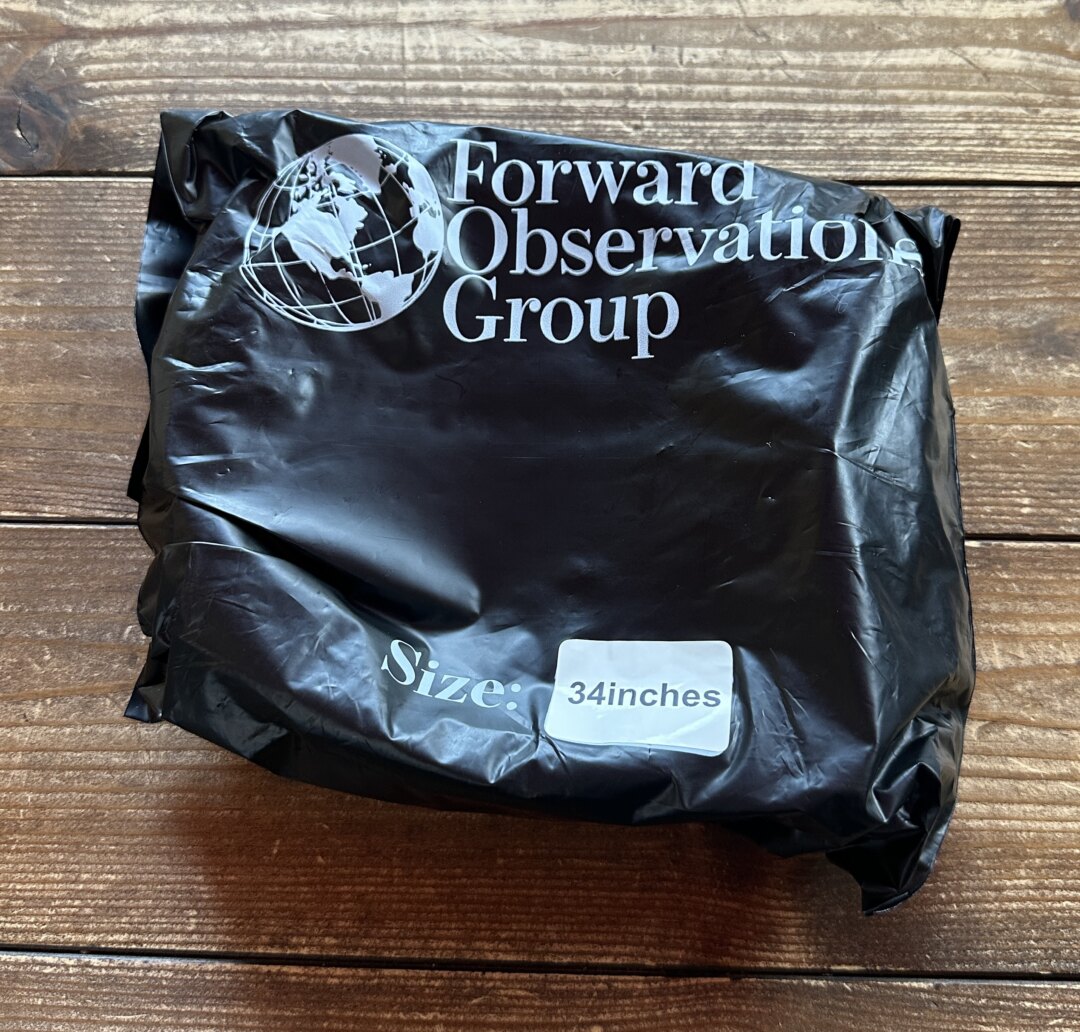 Forward
Observations
Group
Size: 34inches